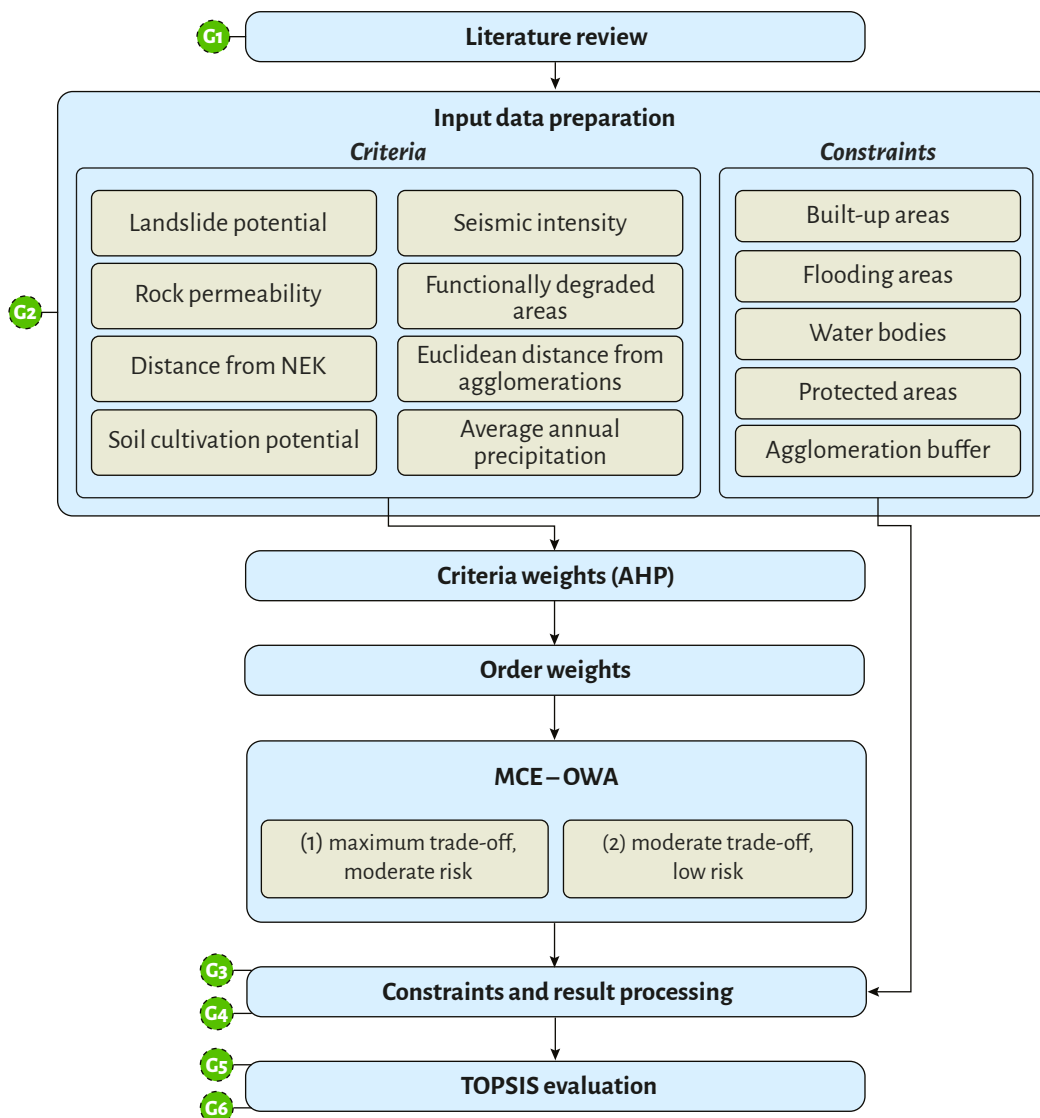 G1
Literature review
Input data preparation
Criteria
Constraints
Landslide potential
Seismic intensity
Rock permeability
Functionally degraded
areas
Distance from NEK
Euclidean distance from
agglomerations
Soil cultivation potential
Average annual
precipitation
Built-up areas
Flooding areas
Water bodies
Protected areas
Agglomeration buffer
G2
Criteria weights (AHP)
Order weights
MCE – OWA
(1) maximum trade-off,
moderate risk
(2) moderate trade-off,
low risk
G3
G4
Constraints and result processing
G5
G6
TOPSIS evaluation